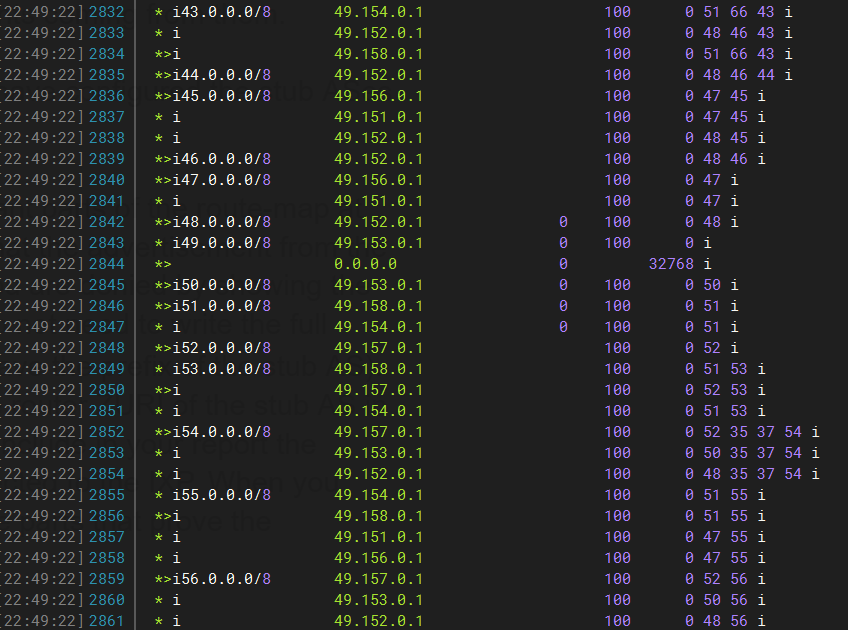 [22:49:22] 2832 * i43.0.0.0/8 49.154.0.1 100 0 51 66 43 i
[22:49:22] 2833 * i 49.152.0.1 100 0 48 46 43 i
[22:49:22] 2834 *>i 49.158.0.1 100 0 51 66 43 i
[22:49:22] 2835 *>i44.0.0.0/8 49.152.0.1 100 0 48 46 44 i
[22:49:22] 2836 *>i45.0.0.0/8 49.156.0.1 100 0 47 45 i
[22:49:22] 2837 * i 49.151.0.1 100 0 47 45 i
[22:49:22] 2838 * i 49.152.0.1 100 0 48 45 i
[22:49:22] 2839 *>i46.0.0.0/8 49.152.0.1 100 0 48 46 i
[22:49:22] 2840 *>i47.0.0.0/8 49.156.0.1 100 0 47 i
[22:49:22] 2841 * i 49.151.0.1 100 0 47 i
[22:49:22] 2842 *>i48.0.0.0/8 49.152.0.1 0 100 0 48 i
[22:49:22] 2843 * i49.0.0.0/8 49.153.0.1 0 100 0 i
[22:49:22] 2844 *> 0.0.0.0 0 32768 i
[22:49:22] 2845 *>i50.0.0.0/8 49.153.0.1 0 100 0 50 i
[22:49:22] 2846 *>i51.0.0.0/8 49.158.0.1 0 100 0 51 i
[22:49:22] 2847 * i 49.154.0.1 0 100 0 51 i
[22:49:22] 2848 *>i52.0.0.0/8 49.157.0.1 100 0 52 i
[22:49:22] 2849 * i53.0.0.0/8 49.158.0.1 100 0 51 53 i
[22:49:22] 2850 *>i 49.157.0.1 100 0 52 53 i
[22:49:22] 2851 * i 49.154.0.1 100 0 51 53 i
[22:49:22] 2852 *>i54.0.0.0/8 49.157.0.1 100 0 52 35 37 54 i
[22:49:22] 2853 * i 49.153.0.1 100 0 50 35 37 54 i
[22:49:22] 2854 * i 49.152.0.1 100 0 48 35 37 54 i
[22:49:22] 2855 * i55.0.0.0/8 49.154.0.1 100 0 51 55 i
[22:49:22] 2856 *>i 49.158.0.1 100 0 51 55 i
[22:49:22] 2857 * i 49.151.0.1 100 0 47 55 i
[22:49:22] 2858 * i 49.156.0.1 100 0 47 55 i
[22:49:22] 2859 *>i56.0.0.0/8 49.157.0.1 100 0 52 56 i
[22:49:22] 2860 * i 49.153.0.1 100 0 50 56 i
[22:49:22] 2861 * i 49.152.0.1 100 0 48 56 i